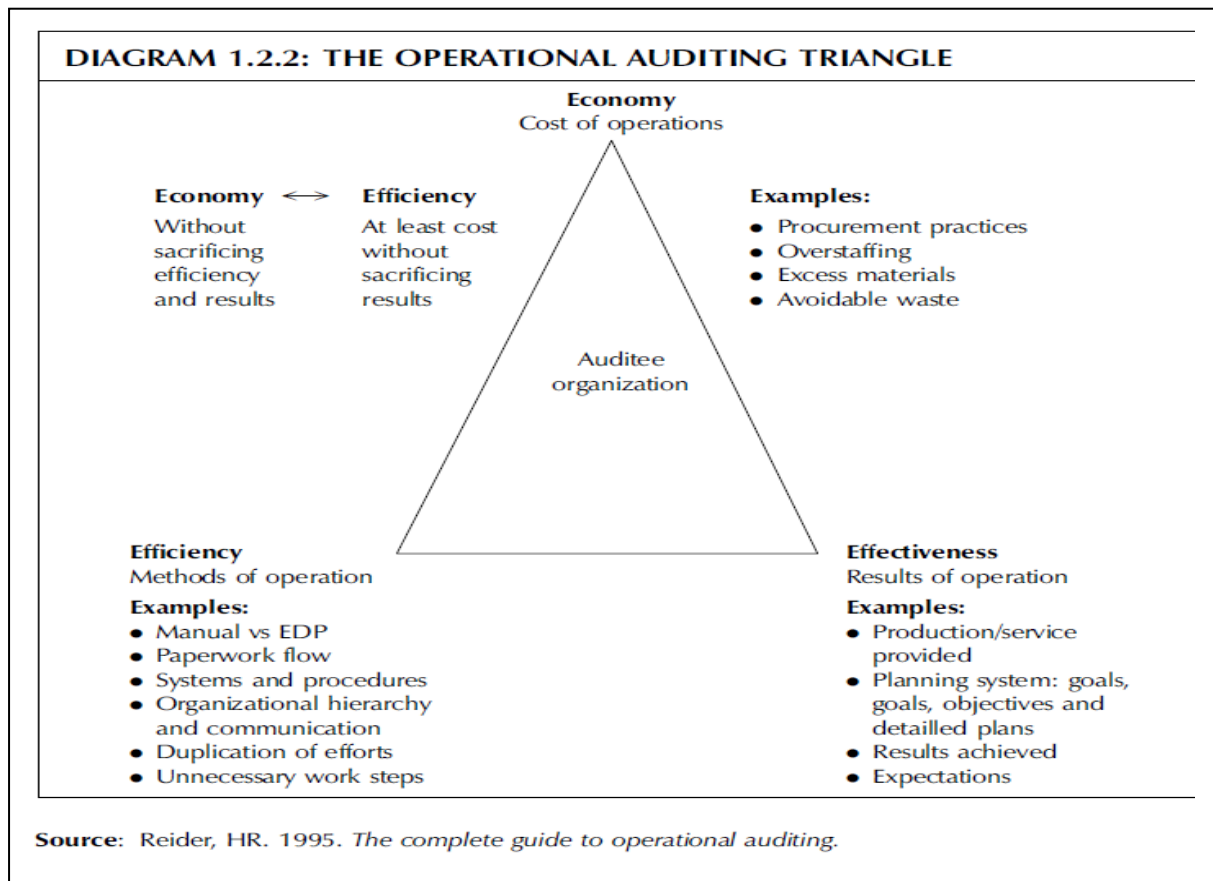 DIAGRAM 1.2.2: THE OPERATIONAL AUDITING TRIANGLE
Economy
Cost of operations
Economy ↔ Efficiency
Without
sacrificing
efficiency
and results
At least cost
without
sacrificing
results
Examples:
● Procurement practices
● Overstaffing
● Excess materials
● Avoidable waste
Auditee
organization
Efficiency
Methods of operation
Examples:
● Manual vs EDP
● Paperwork flow
● Systems and procedures
● Organizational hierarchy
and communication
● Duplication of efforts
● Unnecessary work steps
Effectiveness
Results of operation
Examples:
● Production/service
provided
● Planning system: goals,
goals, objectives and
detailled plans
● Results achieved
● Expectations
Source: Reider, HR. 1995. The complete guide to operational auditing.